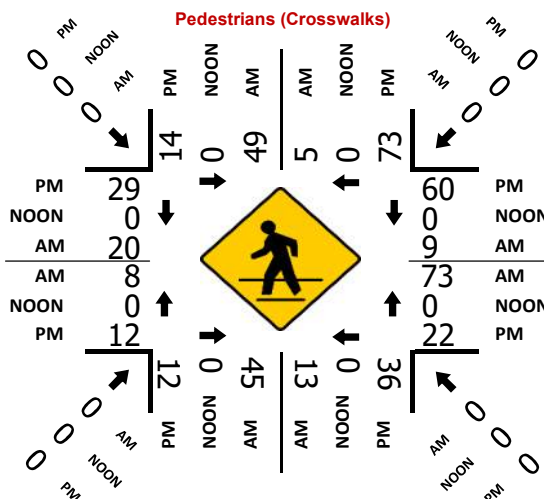 Pedestrians (Crosswalks)
0 PM
0 NOON
0 AM
PM 14
NOON 0
AM 49
AM 5
NOON 0
PM 73
PM 0
NOON 0
AM 0
PM 29
NOON 0
AM 20
AM 8
NOON 0
PM 12
60 PM
0 NOON
9 AM
73 AM
0 NOON
22 PM
0 AM
0 NOON
0 PM
12 PM
0 NOON
45 AM
13 AM
0 NOON
36 PM
AM 0
NOON 0
PM 0